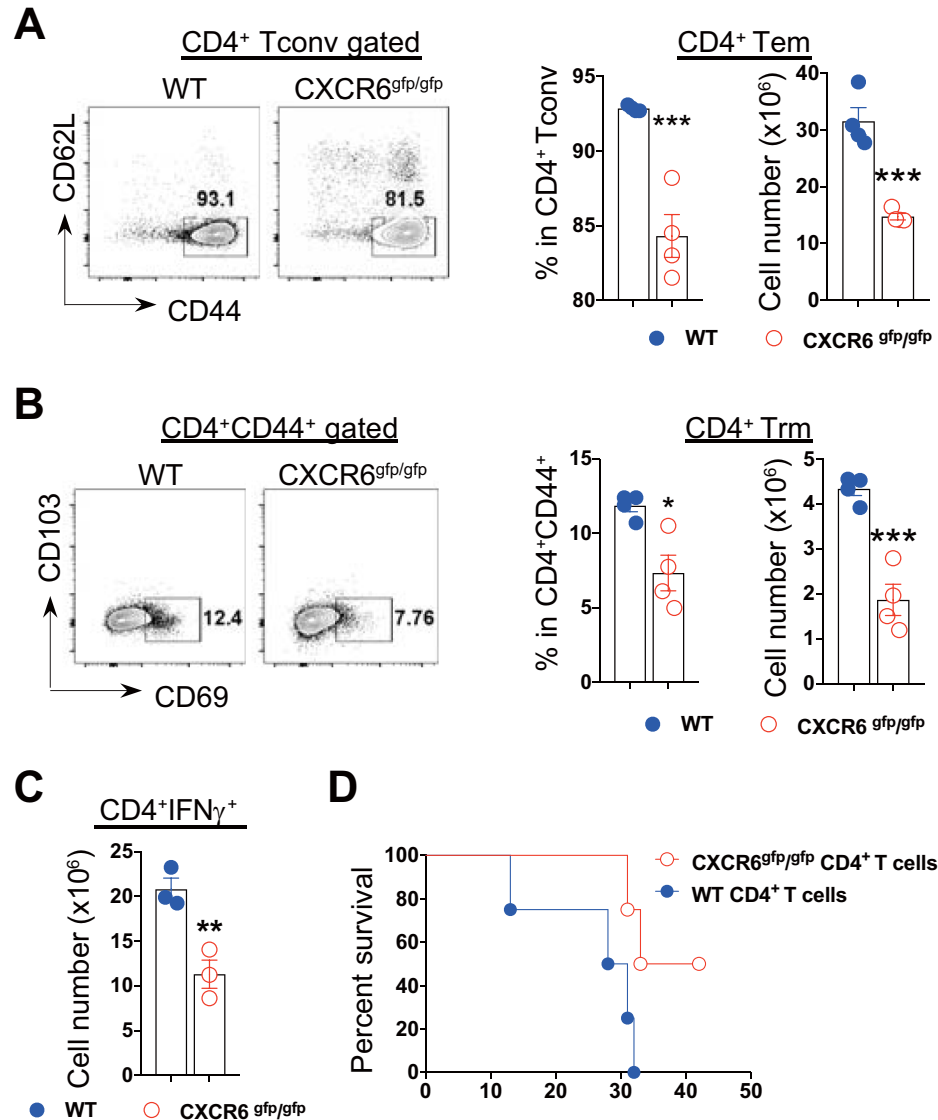 A
CD4⁺ Tconv gated
WT
CXCR6gfp/gfp
CD62L
93.1
81.5
CD44
CD4⁺ Tem
% in CD4⁺ Tconv
95
90
85
80
***
Cell number (x10⁶)
40
30
20
10
0
***
WT
CXCR6 gfp/gfp
B
CD4⁺CD44⁺ gated
WT
CXCR6gfp/gfp
CD103
12.4
7.76
CD69
CD4⁺ Trm
% in CD4⁺CD44⁺
15
10
5
0
*
Cell number (x10⁶)
5
4
3
2
1
0
***
WT
CXCR6 gfp/gfp
C
CD4⁺IFNγ⁺
Cell number (x10⁶)
25
20
15
10
5
0
**
WT
CXCR6 gfp/gfp
D
Percent survival
100
80
60
40
20
0
0 10 20 30 40 50
CXCR6gfp/gfp CD4⁺ T cells
WT CD4⁺ T cells